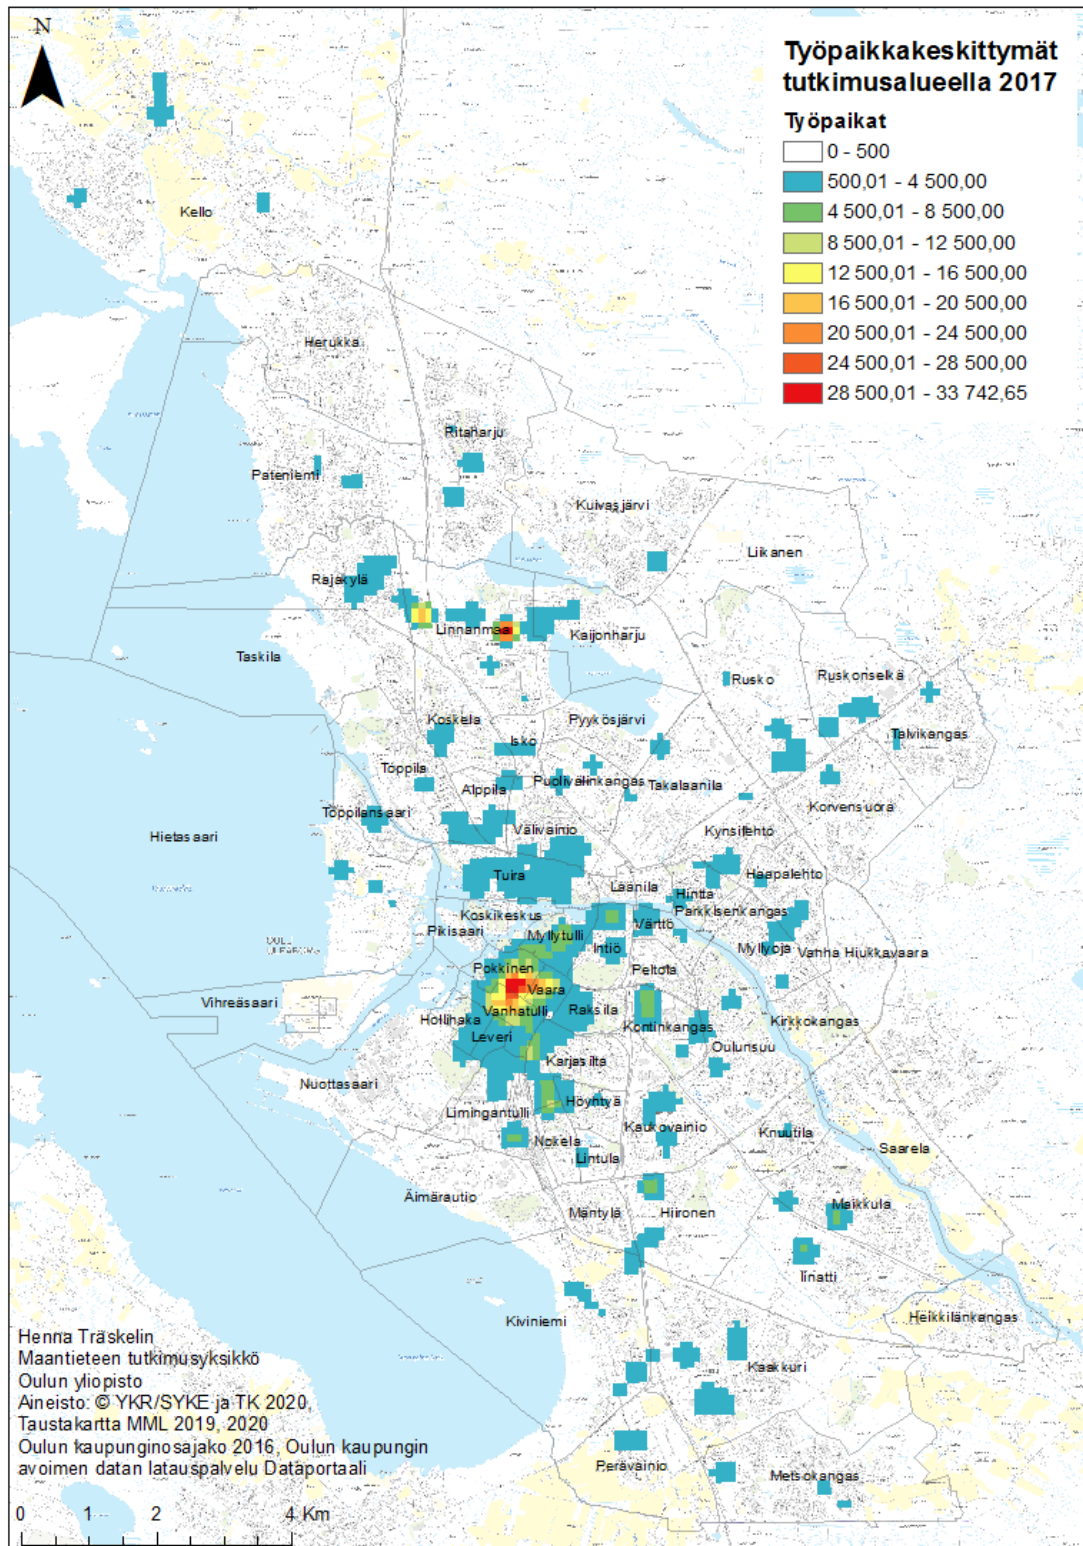 N
Työpaikkakeskittymät
tutkimusalueella 2017
Työpaikat
0 - 500
500,01 - 4 500,00
4 500,01 - 8 500,00
8 500,01 - 12 500,00
12 500,01 - 16 500,00
16 500,01 - 20 500,00
20 500,01 - 24 500,00
24 500,01 - 28 500,00
28 500,01 - 33 742,65
Kello
Herukka
Ritaharju
Pateniemi
Kuivasjärvi
Liikanen
Rajakylä
Linnanmaa
Kaijonharju
Taskila
Rusko
Ruskonselkä
Koskela
Pyykösjärvi
Isko
Talvikangas
Toppila
Alppila
Puolivälinkangas
Takalaanila
Korvensuora
Toppilansaari
Välivainio
Kynsilehto
Hietasaari
Tuira
Laanila
Haapalehto
Hintta
Koskikeskus
Värttö
Parkkisenkangas
Pikisaari
Myllytulli
Intiö
Myllyoja
Vanha Hiukkavaara
Pokkinen
Peltola
Vaara
Vihreäsaari
Vanhatulli
Raksila
Hollihaka
Kontinkangas
Kirkkokangas
Leveri
Oulunsuu
Karjasilta
Nuottasaari
Höyhtyä
Limingantulli
Kaukovainio
Knuutila
Nokela
Saarela
Lintula
Äimärautio
Mäntylä
Hiironen
Maikkula
Iinatti
Kiviniemi
Heikkilänkangas
Kaakkuri
Perävainio
Metsokangas
Henna Träskelin
Maantieteen tutkimusyksikkö
Oulun yliopisto
Aineisto: © YKR/SYKE ja TK 2020,
Taustakartta MML 2019, 2020
Oulun kaupunginosajako 2016, Oulun kaupungin
avoimen datan latauspalvelu Dataportaali
0 1 2 4 Km